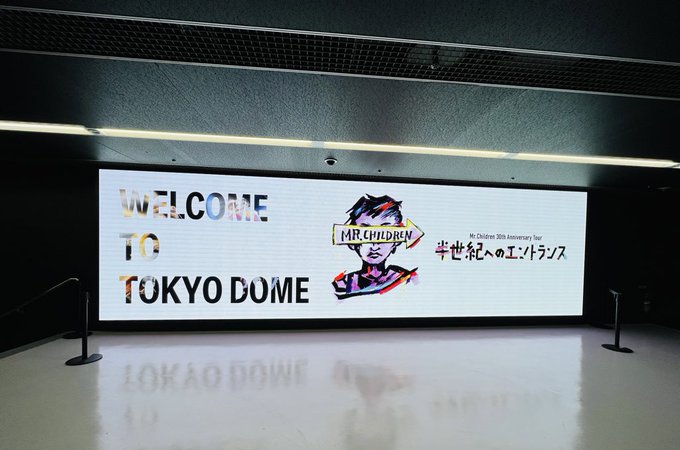 WELCOME
TO
TOKYO DOME
MR.CHILDREN
Mr.Children 30th Anniversary Tour
半世紀へのエントランス